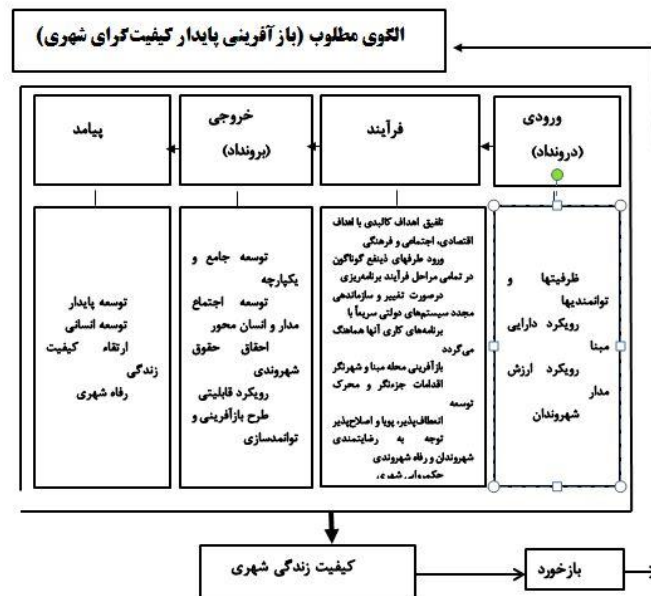 الگوی مطلوب (بازآفرینی پایدار کیفیت‌گرای شهری)
ورودی
(درونداد)
فرآیند
خروجی
(برونداد)
پیامد
ظرفیتها و
توانمندیها
رویکرد دارایی
مبنا
رویکرد ارزش
مدار
شهروندان
تلفیق اهداف کالبدی با اهداف
اقتصادی، اجتماعی و فرهنگی
ورود طرفهای ذینفع گوناگون
در تمامی مراحل فرآیند برنامه‌ریزی
درصورت تغییر و سازماندهی
مجدد سیستم‌های دولتی سریعاً با
برنامه‌های کاری آنها هماهنگ
می‌گردد
بازآفرینی محله مبنا و شهرنگر
اقدامات جزءنگر و محرک
توسعه
انعطاف‌پذیر، پویا و اصلاح‌پذیر
توجه به رضایتمندی
شهروندان و رفاه شهروندی
حکمروایی شهری
توسعه جامع و
یکپارچه
توسعه اجتماع
مدار و انسان محور
احقاق حقوق
شهروندی
رویکرد قابلیتی
طرح بازآفرینی و
توانمندسازی
توسعه پایدار
توسعه انسانی
ارتقاء کیفیت
زندگی
رفاه شهری
کیفیت زندگی شهری
بازخورد